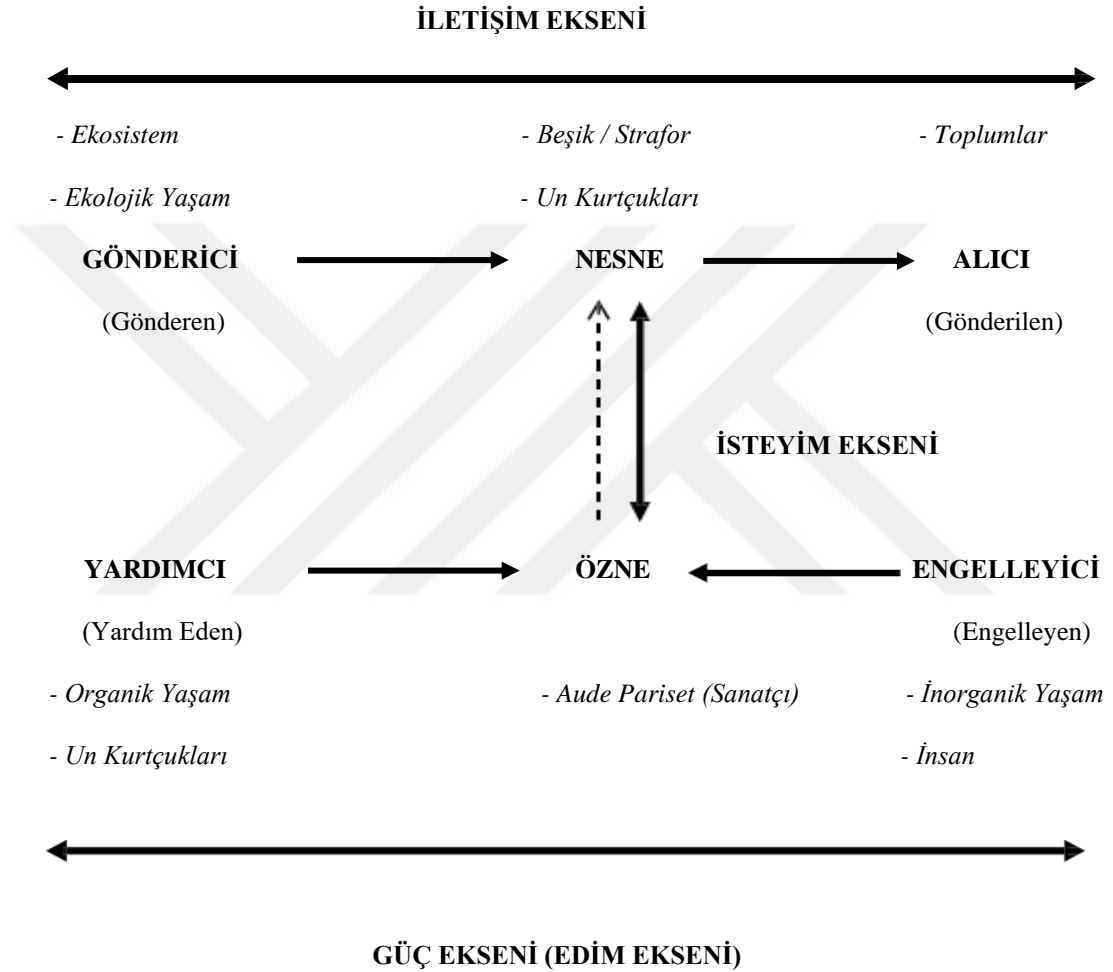 İLETİŞİM EKSENİ
- Ekosistem - Beşik / Strafor - Toplumlar
- Ekolojik Yaşam - Un Kurtçukları
GÖNDERİCİ NESNE ALICI
(Gönderen) (Gönderilen)
İSTEYİM EKSENİ
YARDIMCI ÖZNE ENGELLEYİCİ
(Yardım Eden) (Engelleyen)
- Organik Yaşam - Aude Pariset (Sanatçı) - İnorganik Yaşam
- Un Kurtçukları - İnsan
GÜÇ EKSENİ (EDİM EKSENİ)